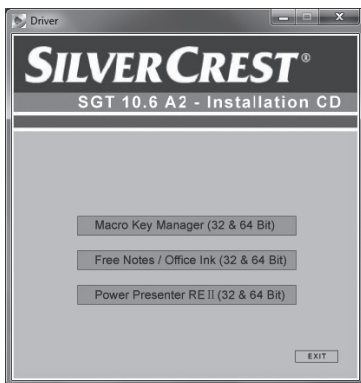 Driver
SILVERCREST®
SGT 10.6 A2 - Installation CD
Macro Key Manager (32 & 64 Bit)
Free Notes / Office Ink (32 & 64 Bit)
Power Presenter RE II (32 & 64 Bit)
EXIT